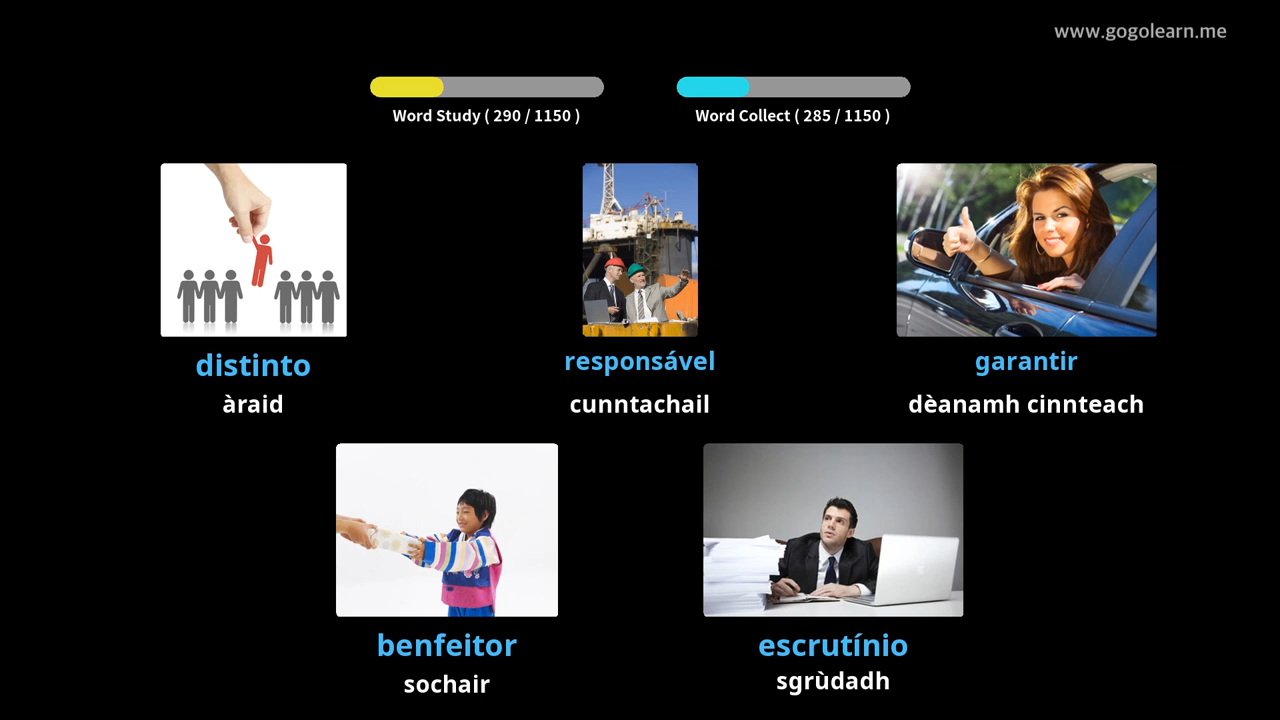 www.gogolearn.me
Word Study ( 290 / 1150 )
Word Collect ( 285 / 1150 )
distinto
àraid
responsável
cunntachail
garantir
dèanamh cinnteach
benfeitor
sochair
escrutínio
sgrùdadh